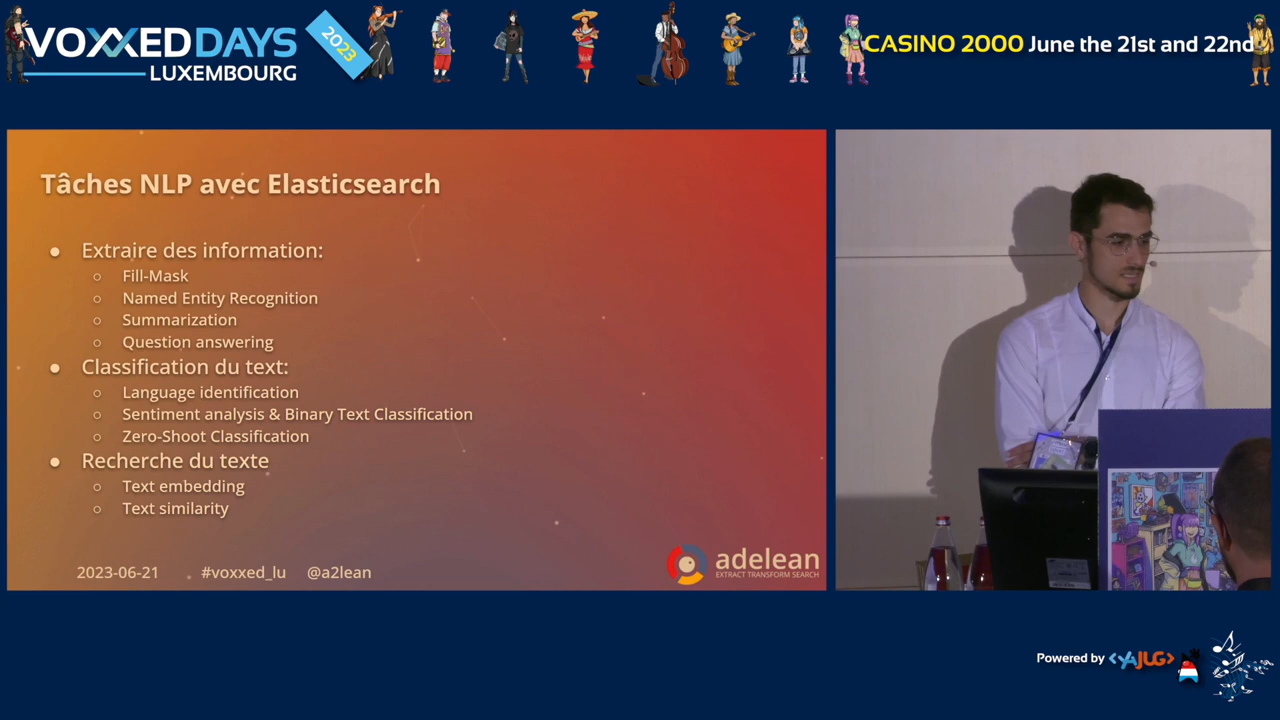 VOXXED DAYS
LUXEMBOURG
2023
CASINO 2000 June the 21st and 22nd
Tâches NLP avec Elasticsearch
● Extraire des information:
○ Fill-Mask
○ Named Entity Recognition
○ Summarization
○ Question answering
● Classification du text:
○ Language identification
○ Sentiment analysis & Binary Text Classification
○ Zero-Shoot Classification
● Recherche du texte
○ Text embedding
○ Text similarity
2023-06-21 #voxxed_lu @a2lean
adelean
EXTRACT TRANSFORM SEARCH
Powered by <YAJUG>